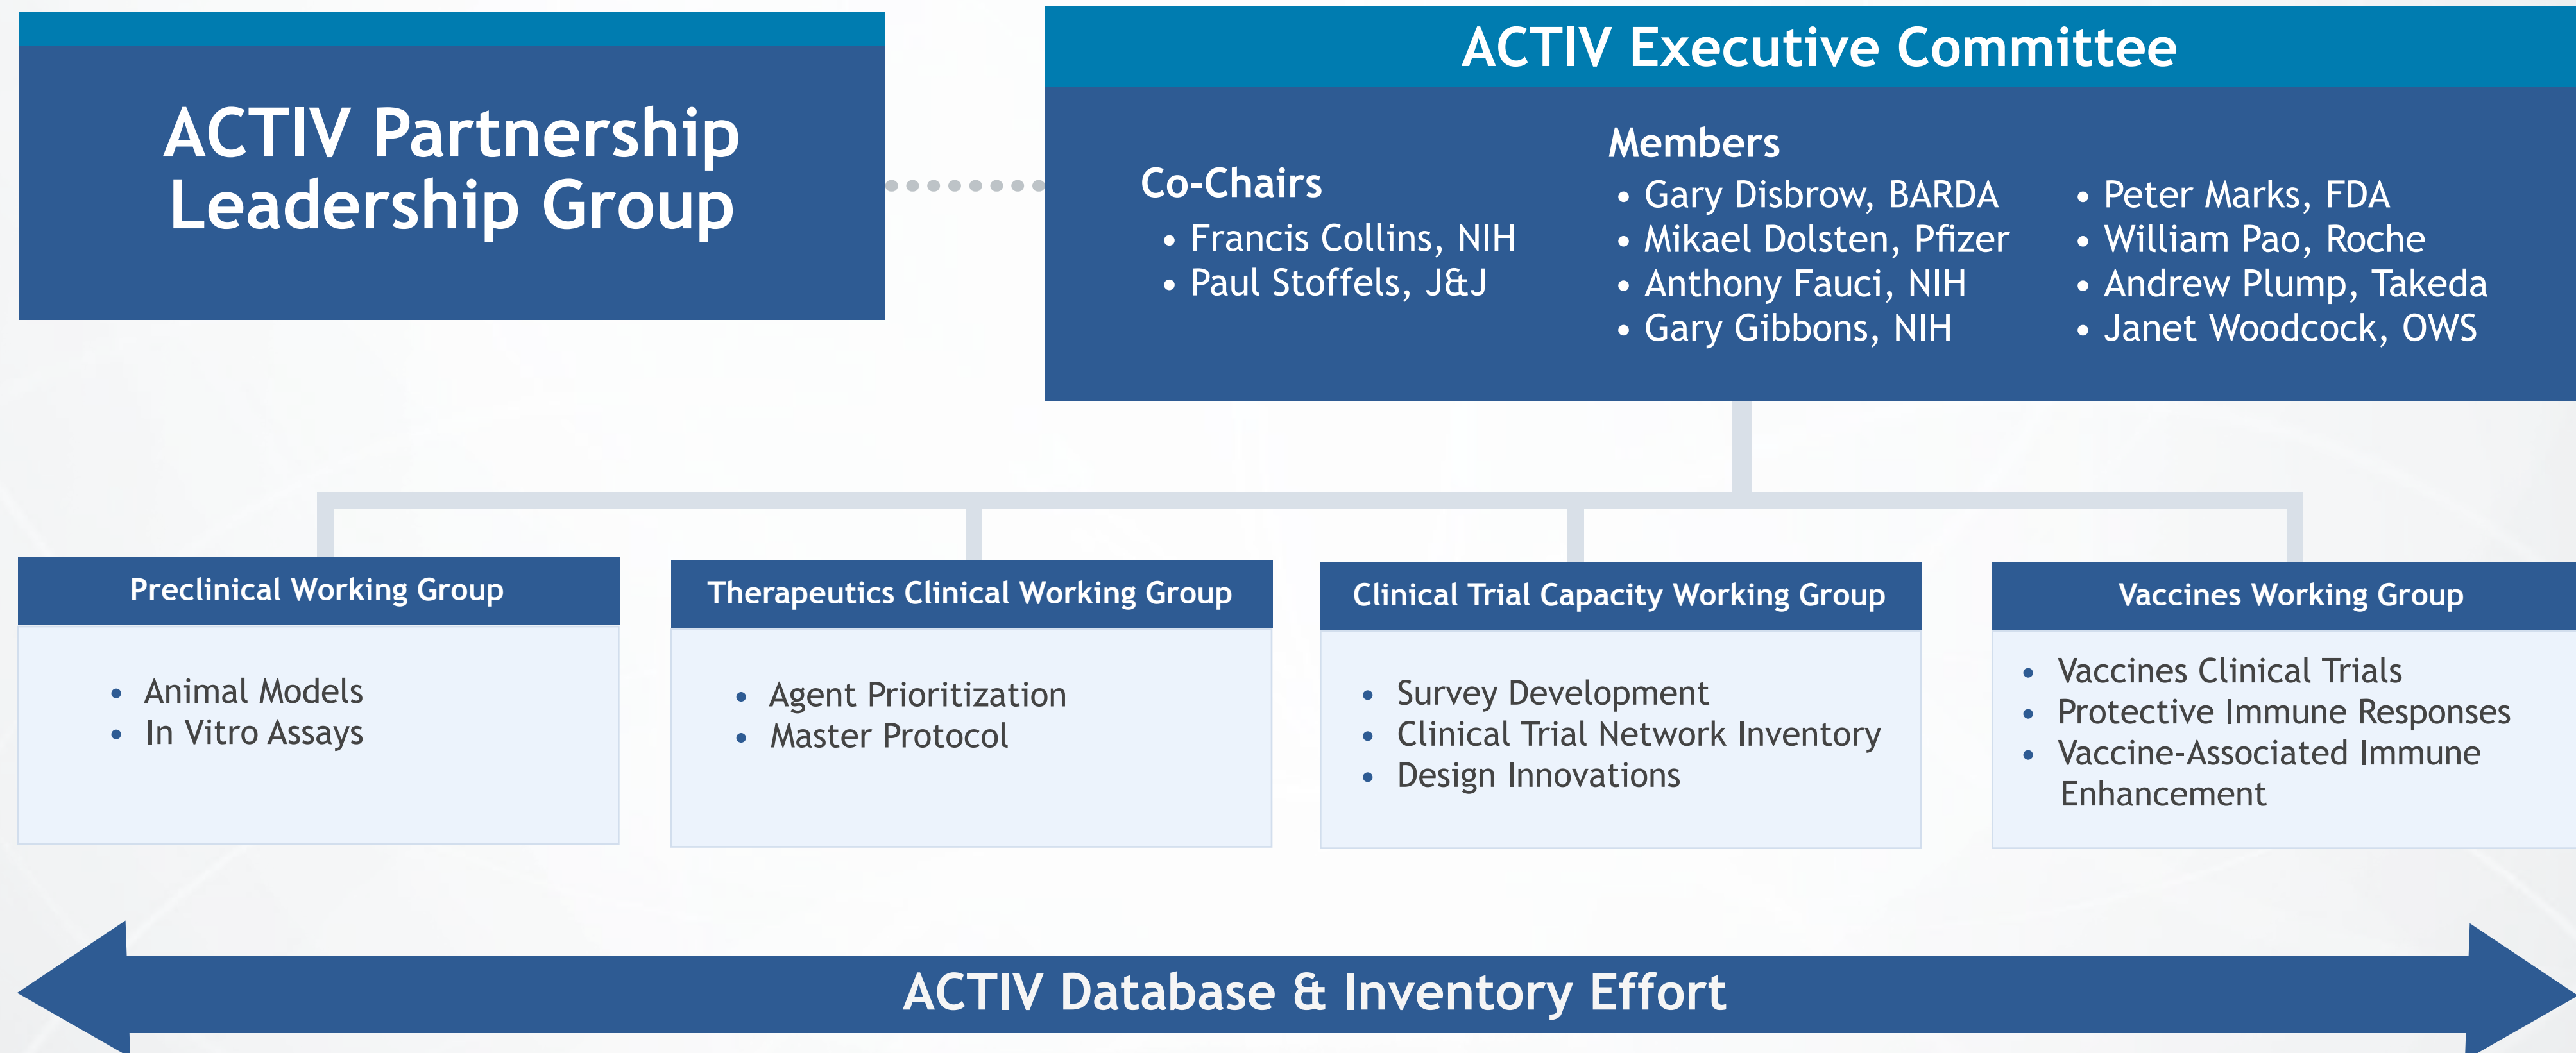 ACTIV Partnership
Leadership Group
ACTIV Executive Committee
Co-Chairs
• Francis Collins, NIH
• Paul Stoffels, J&J
Members
• Gary Disbrow, BARDA
• Mikael Dolsten, Pfizer
• Anthony Fauci, NIH
• Gary Gibbons, NIH
• Peter Marks, FDA
• William Pao, Roche
• Andrew Plump, Takeda
• Janet Woodcock, OWS
Preclinical Working Group
• Animal Models
• In Vitro Assays
Therapeutics Clinical Working Group
• Agent Prioritization
• Master Protocol
Clinical Trial Capacity Working Group
• Survey Development
• Clinical Trial Network Inventory
• Design Innovations
Vaccines Working Group
• Vaccines Clinical Trials
• Protective Immune Responses
• Vaccine-Associated Immune
Enhancement
ACTIV Database & Inventory Effort